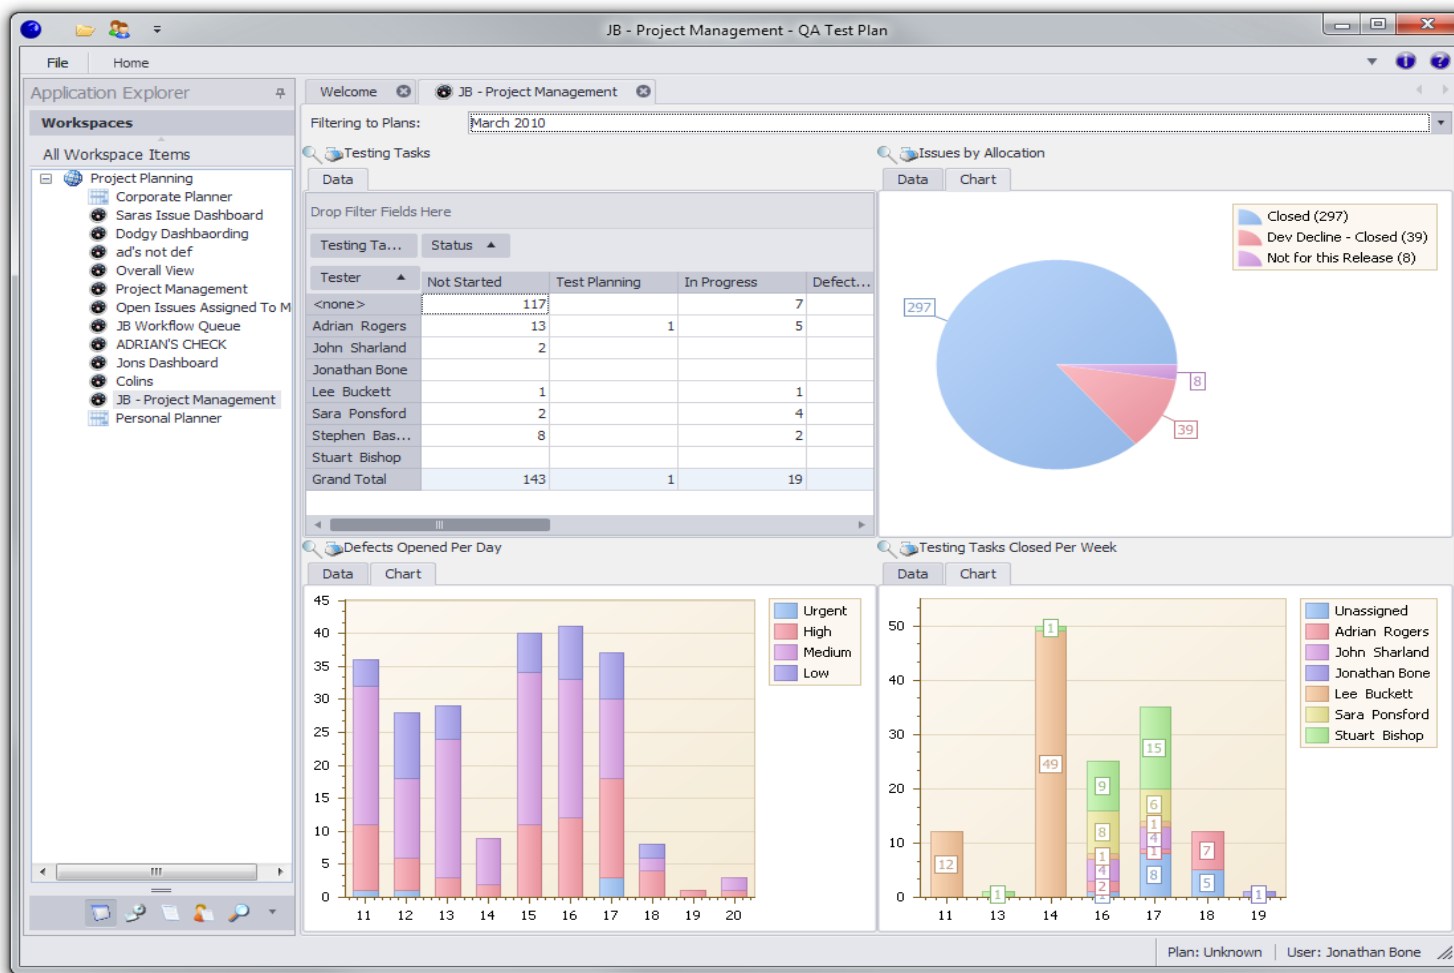 JB - Project Management - QA Test Plan
File Home
Application Explorer
Workspaces
All Workspace Items
Project Planning
Corporate Planner
Saras Issue Dashboard
Dodgy Dashbaording
ad's not def
Overall View
Project Management
Open Issues Assigned To M
JB Workflow Queue
ADRIAN'S CHECK
Jons Dashboard
Colins
JB - Project Management
Personal Planner
Welcome JB - Project Management
Filtering to Plans: March 2010
Testing Tasks
Data
Drop Filter Fields Here
Testing Ta... Status
Tester Not Started Test Planning In Progress Defect...
<none> 117 7
Adrian Rogers 13 1 5
John Sharland 2
Jonathan Bone
Lee Buckett 1 1
Sara Ponsford 2 4
Stephen Bas... 8 2
Stuart Bishop
Grand Total 143 1 19
Issues by Allocation
Data Chart
Closed (297)
Dev Decline - Closed (39)
Not for this Release (8)
297
8
39
Defects Opened Per Day
Data Chart
45
40
35
30
25
20
15
10
5
0
11 12 13 14 15 16 17 18 19 20
Urgent
High
Medium
Low
Testing Tasks Closed Per Week
Data Chart
50
40
30
20
10
0
12
1
1
49
9
8
1
4
2
1
15
6
1
4
1
8
7
5
1
11 13 14 16 17 18 19
Unassigned
Adrian Rogers
John Sharland
Jonathan Bone
Lee Buckett
Sara Ponsford
Stuart Bishop
Plan: Unknown User: Jonathan Bone